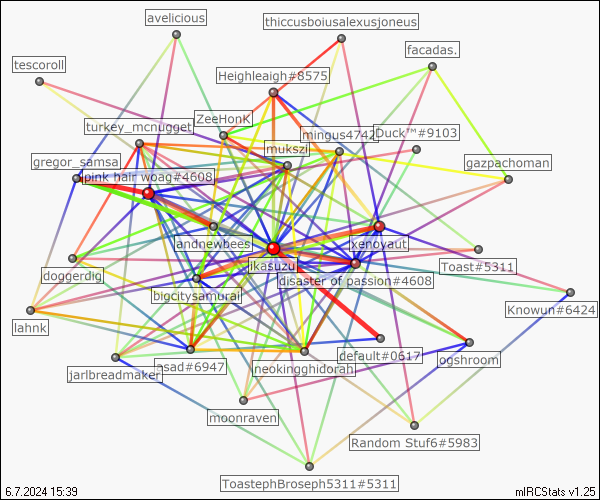 avelicious
thiccusboiusalexusjoneus
facadas.
tescoroll
Heighleaigh#8575
ZeeHonK
turkey_mcnugget
mingus4742
Duck™#9103
mukszil
gregor_samsa
gazpachoman
pink hair woag#4608
andnewbees
xenoyaut
ikasuzu
Toast#5311
doggerdig
disaster of passion#4608
bigcitysamurai
Knowun#6424
lahnk
default#0617
ogshroom
asad#6947
neokingghidorah
jarlbreadmaker
moonraven
Random Stuf6#5983
ToastephBroseph5311#5311
6.7.2024 15:39
mIRCStats v1.25